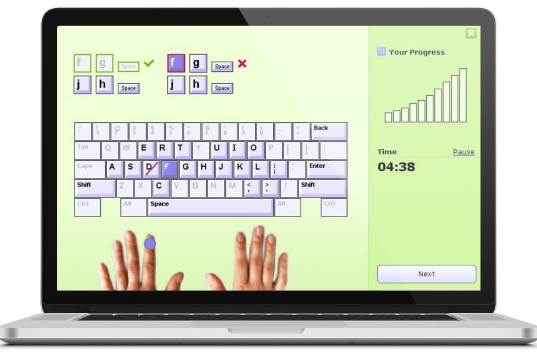 f g Space f g Space
j h Space j h Space
Your Progress
Time Pause
04:38
Back
Tab Q W E R T Y U I O P
Caps A S D F G H J K L ; Enter
Shift Z X C V B N M < , > . / Shift
Ctrl Alt Space Alt Ctrl
Next